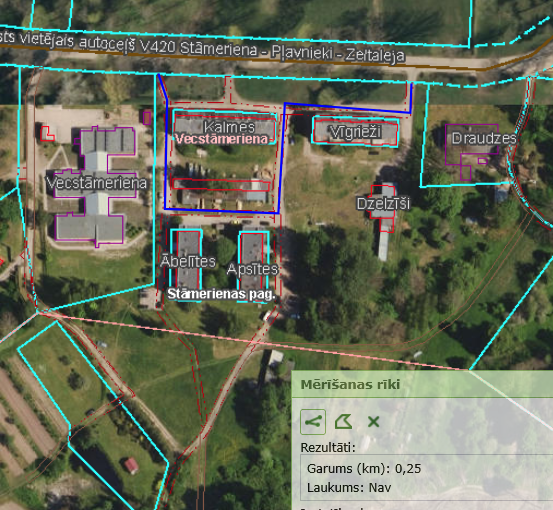 sts vietējais autoceļš V420 Stāmeriena - Pļavnieki - Zeltaleja
Kalmes
Vecstāmeriena
Vīgrieži
Draudzes
Vecstāmeriena
Dzelzīši
Ābelītes
Apsītes
Stāmerienas pag.
Mērīšanas rīki
Rezultāti:
Garums (km): 0,25
Laukums: Nav